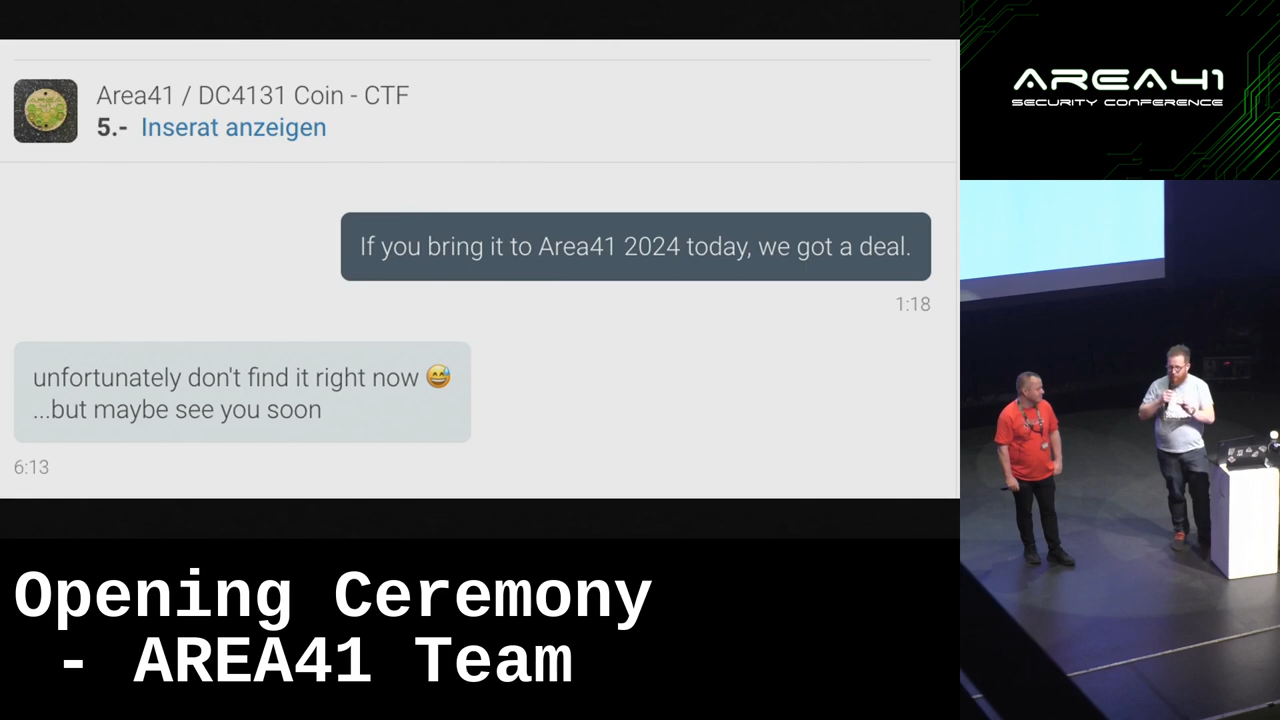 Area41 / DC4131 Coin - CTF
5.- Inserat anzeigen
If you bring it to Area41 2024 today, we got a deal.
1:18
unfortunately don't find it right now 😅
...but maybe see you soon
6:13
Opening Ceremony
- AREA41 Team
AREA41
SECURITY CONFERENCE